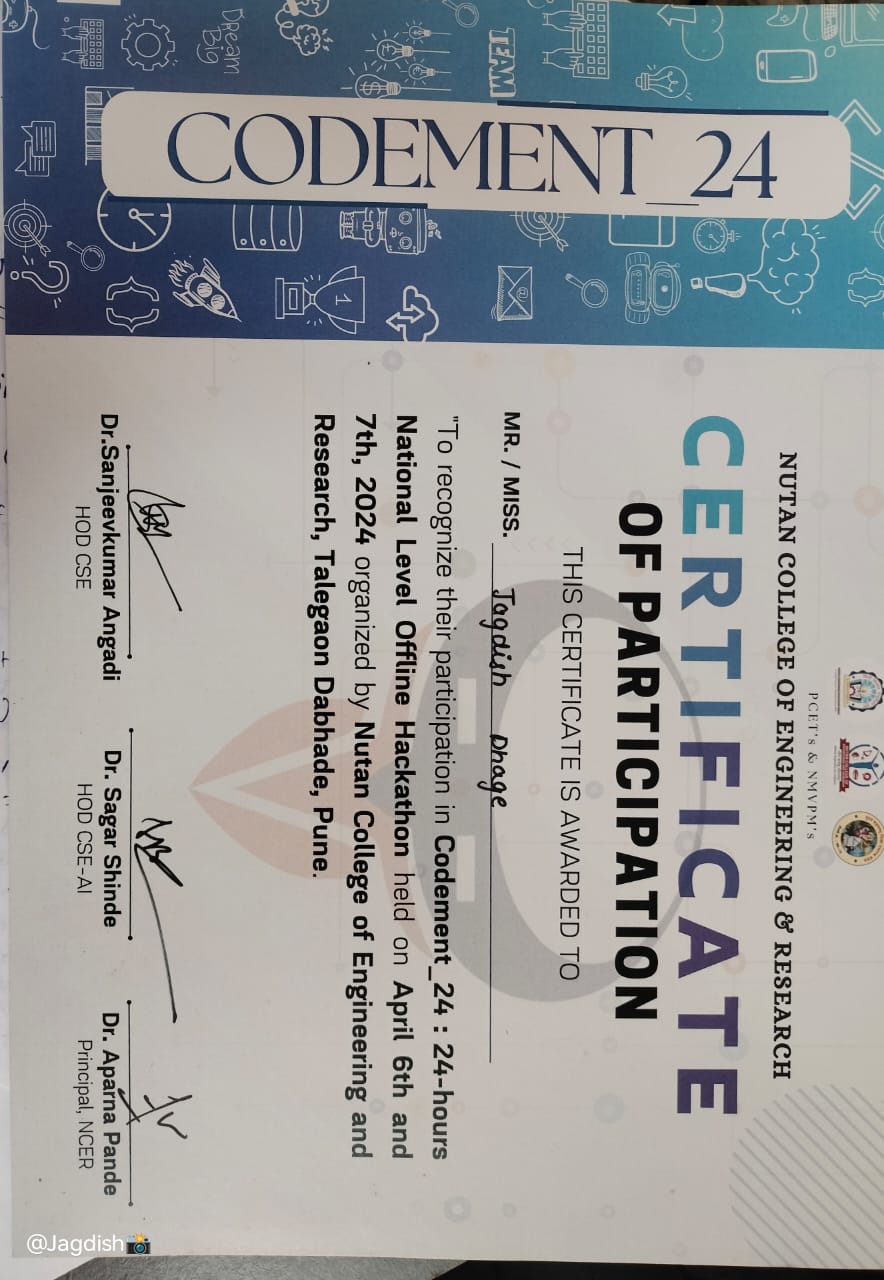 Dream
Big
TEAM
CODEMENT_24
1
PCET's & NMVPM's
NUTAN COLLEGE OF ENGINEERING & RESEARCH
CERTIFICATE
OF PARTICIPATION
THIS CERTIFICATE IS AWARDED TO
MR. / MISS. Jagdish Dhage
"To recognize their participation in Codement_24 : 24-hours
National Level Offline Hackathon held on April 6th and
7th, 2024 organized by Nutan College of Engineering and
Research, Talegaon Dabhade, Pune.
Dr.Sanjeevkumar Angadi
HOD CSE
Dr. Sagar Shinde
HOD CSE-AI
Dr. Aparna Pande
Principal, NCER
@Jagdish📸